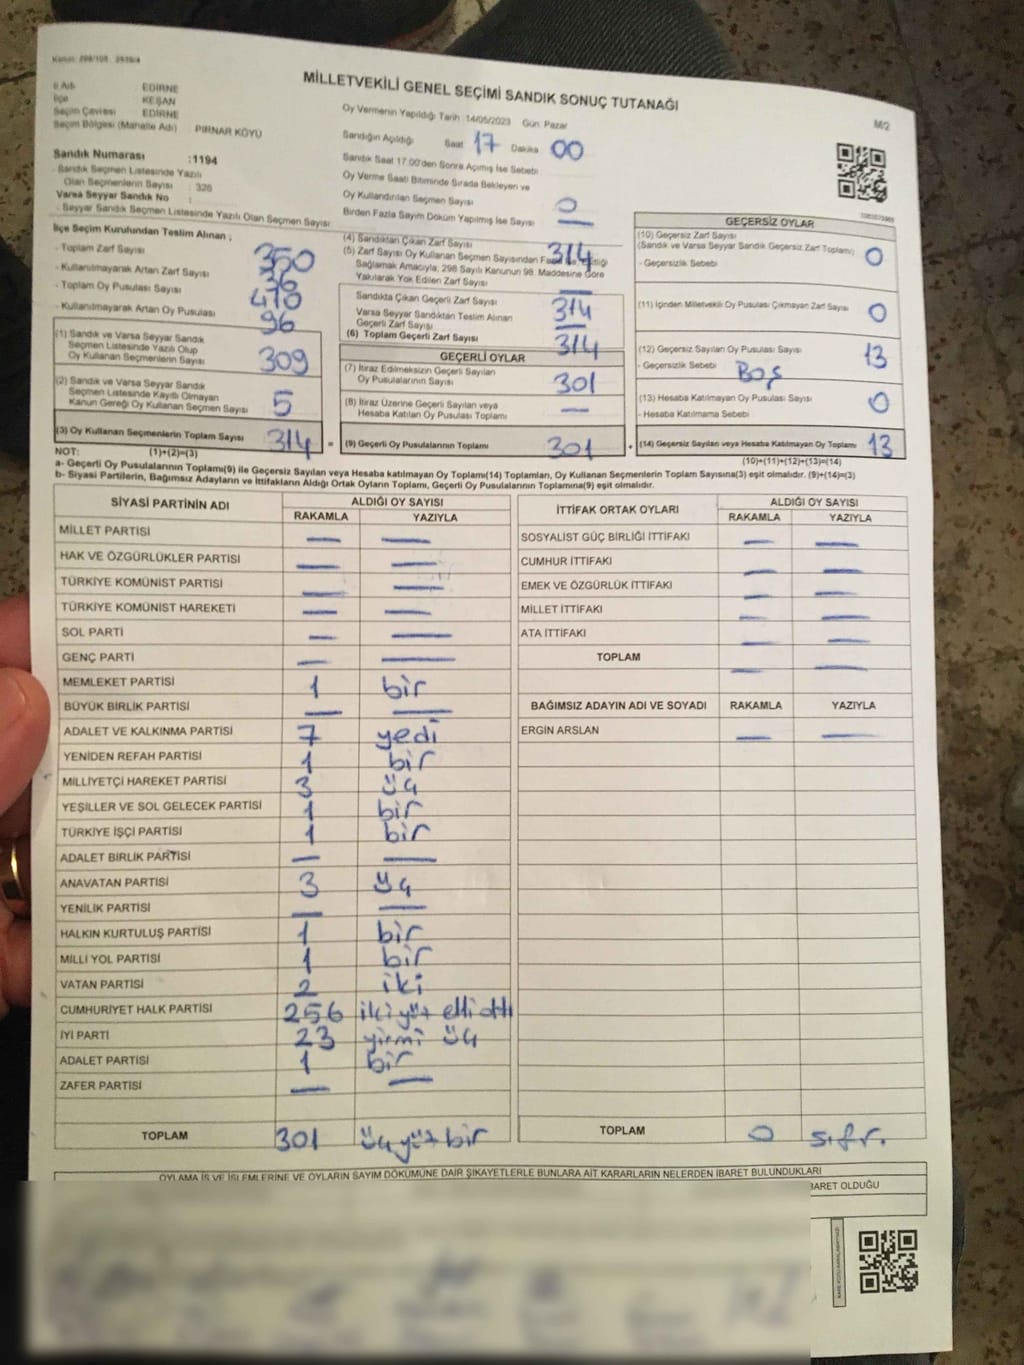 Kanun: 298/105 2839/4
MİLLETVEKİLİ GENEL SEÇİMİ SANDIK SONUÇ TUTANAĞI
M/2
İl Adı EDİRNE
İlçe KEŞAN
Seçim Çevresi EDİRNE
Seçim Bölgesi (Mahalle Adı) PIRNAR KÖYÜ
Sandık Numarası :1194
- Sandık Seçmen Listesinde Yazılı
Olan Seçmenlerin Sayısı : 326
Varsa Seyyar Sandık No :
- Seyyar Sandık Seçmen Listesinde Yazılı Olan Seçmen Sayısı:
Oy Vermenin Yapıldığı Tarih :14/05/2023 Gün: Pazar
Sandığın Açıldığı Saat 17 Dakika 00
Sandık Saat 17.00'den Sonra Açılmış İse Sebebi
Oy Verme Saati Bitiminde Sırada Bekleyen ve
Oy Kullandırılan Seçmen Sayısı 0
Birden Fazla Sayım Döküm Yapılmış İse Sayısı —
İlçe Seçim Kurulundan Teslim Alınan ;
- Toplam Zarf Sayısı 350
- Kullanılmayarak Artan Zarf Sayısı 36
- Toplam Oy Pusulası Sayısı 410
- Kullanılmayarak Artan Oy Pusulası 96
(1) Sandık ve Varsa Seyyar Sandık
Seçmen Listesinde Yazılı Olup
Oy Kullanan Seçmenlerin Sayısı 309
(2) Sandık ve Varsa Seyyar Sandık
Seçmen Listesinde Kayıtlı Olmayan
Kanun Gereği Oy Kullanan Seçmen Sayısı 5
(3) Oy Kullanan Seçmenlerin Toplam Sayısı 314 =
(4) Sandıktan Çıkan Zarf Sayısı 314
(5) Zarf Sayısı Oy Kullanan Seçmen Sayısından
Sağlamak Amacıyla, 298 Sayılı Kanunun 98. Maddesine Göre
Yakılarak Yok Edilen Zarf Sayısı —
Sandıkta Çıkan Geçerli Zarf Sayısı 314
Varsa Seyyar Sandıktan Teslim Alınan
Geçerli Zarf Sayısı —
(6) Toplam Geçerli Zarf Sayısı 314
GEÇERLİ OYLAR
(7) İtiraz Edilmeksizin Geçerli Sayılan
Oy Pusulalarının Sayısı 301
(8) İtiraz Üzerine Geçerli Sayılan veya
Hesaba Katılan Oy Pusulası Toplamı —
(9) Geçerli Oy Pusulalarının Toplamı 301 +
GEÇERSİZ OYLAR
(10) Geçersiz Zarf Sayısı
(Sandık ve Varsa Seyyar Sandık Geçersiz Zarf Toplamı) 0
- Geçersizlik Sebebi
(11) İçinden Milletvekili Oy Pusulası Çıkmayan Zarf Sayısı 0
(12) Geçersiz Sayılan Oy Pusulası Sayısı 13
- Geçersizlik Sebebi Boş
(13) Hesaba Katılmayan Oy Pusulası Sayısı 0
- Hesaba Katılmama Sebebi
(14) Geçersiz Sayılan veya Hesaba Katılmayan Oy Toplamı 13
NOT: (1)+(2)=(3)
(10)+(11)+(12)+(13)=(14)
a- Geçerli Oy Pusulalarının Toplamı(9) ile Geçersiz Sayılan veya Hesaba katılmayan Oy Toplamı(14) Toplamları, Oy Kullanan Seçmenlerin Toplam Sayısına(3) eşit olmalıdır. (9)+(14)=(3)
b- Siyasi Partilerin, Bağımsız Adayların ve İttifakların Aldığı Ortak Oyların Toplamı, Geçerli Oy Pusulalarının Toplamına(9) eşit olmalıdır.
SİYASİ PARTİNİN ADI ALDIĞI OY SAYISI
RAKAMLA YAZIYLA
MİLLET PARTİSİ — —
HAK VE ÖZGÜRLÜKLER PARTİSİ — —
TÜRKİYE KOMÜNİST PARTİSİ — —
TÜRKİYE KOMÜNİST HAREKETİ — —
SOL PARTİ — —
GENÇ PARTİ — —
MEMLEKET PARTİSİ 1 bir
BÜYÜK BİRLİK PARTİSİ — —
ADALET VE KALKINMA PARTİSİ 7 yedi
YENİDEN REFAH PARTİSİ 1 bir
MİLLİYETÇİ HAREKET PARTİSİ 3 üç
YEŞİLLER VE SOL GELECEK PARTİSİ 1 bir
TÜRKİYE İŞÇİ PARTİSİ 1 bir
ADALET BİRLİK PARTİSİ — —
ANAVATAN PARTİSİ 3 üç
YENİLİK PARTİSİ — —
HALKIN KURTULUŞ PARTİSİ 1 bir
MİLLİ YOL PARTİSİ 1 bir
VATAN PARTİSİ 2 iki
CUMHURİYET HALK PARTİSİ 256 ikiyüz elli altı
İYİ PARTİ 23 yirmi üç
ADALET PARTİSİ 1 bir
ZAFER PARTİSİ — —
TOPLAM 301 üçyüz bir
İTTİFAK ORTAK OYLARI ALDIĞI OY SAYISI
RAKAMLA YAZIYLA
SOSYALİST GÜÇ BİRLİĞİ İTTİFAKI — —
CUMHUR İTTİFAKI — —
EMEK VE ÖZGÜRLÜK İTTİFAKI — —
MİLLET İTTİFAKI — —
ATA İTTİFAKI — —
TOPLAM — —
BAĞIMSIZ ADAYIN ADI VE SOYADI RAKAMLA YAZIYLA
ERGİN ARSLAN — —
TOPLAM 0 sıfır.
OYLAMA İŞ VE İŞLEMLERİNE VE OYLARIN SAYIM DÖKÜMÜNE DAİR ŞİKAYETLERLE BUNLARA AİT KARARLARIN NELERDEN İBARET BULUNDUKLARI
BARET OLDUĞU